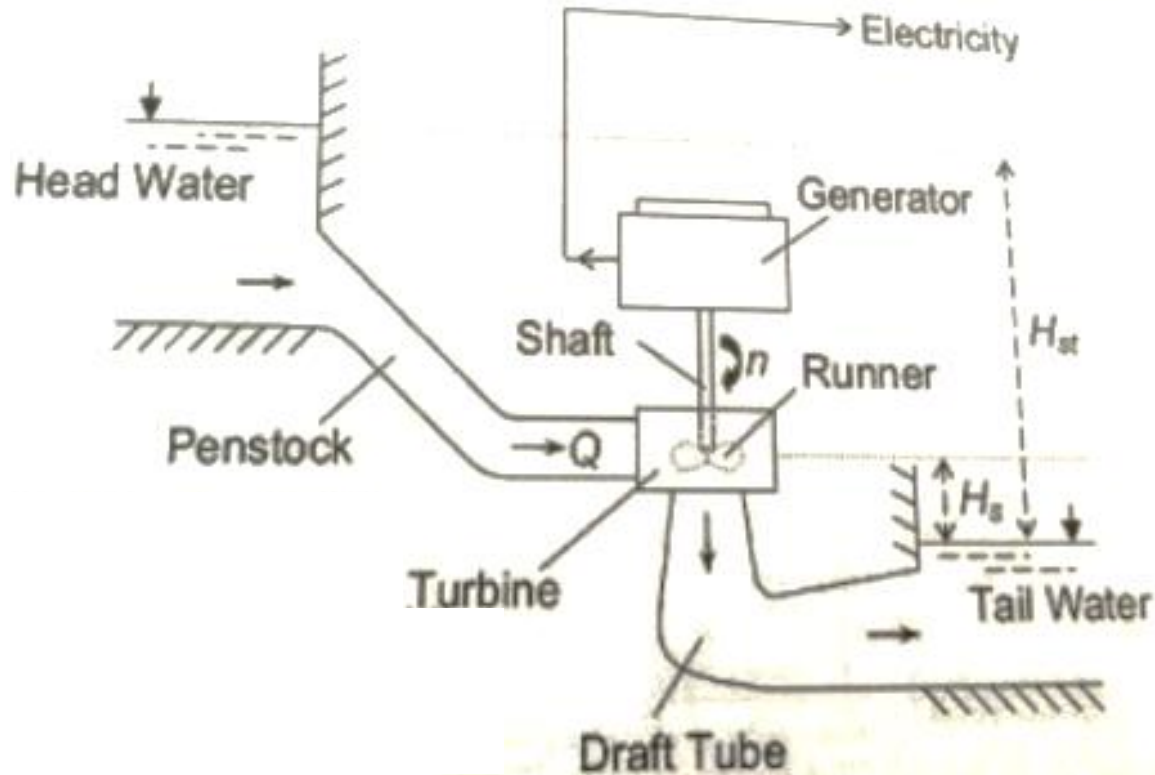 Electricity
Head Water
Generator
Shaft
n
Runner
H_st
Penstock
Q
H_s
Turbine
Tail Water
Draft Tube